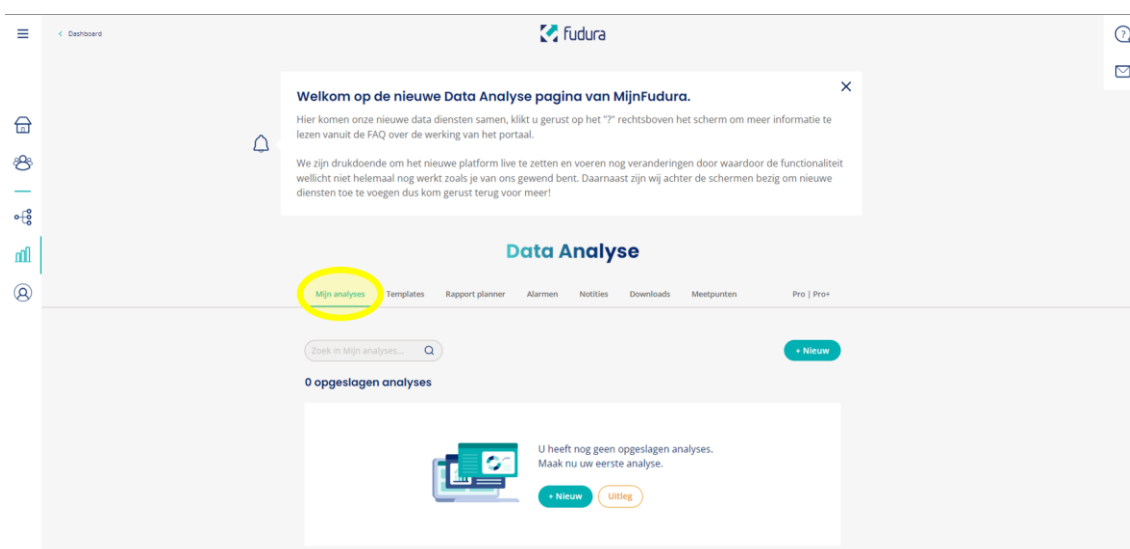 Dashboard
fudura
Welkom op de nieuwe Data Analyse pagina van MijnFudura.
Hier komen onze nieuwe data diensten samen, klikt u gerust op het "?" rechtsboven het scherm om meer informatie te
lezen vanuit de FAQ over de werking van het portaal.
We zijn drukdoende om het nieuwe platform live te zetten en voeren nog veranderingen door waardoor de functionaliteit
wellicht niet helemaal nog werkt zoals je van ons gewend bent. Daarnaast zijn wij achter de schermen bezig om nieuwe
diensten toe te voegen dus kom gerust terug voor meer!
Data Analyse
Mijn analyses Templates Rapport planner Alarmen Notities Downloads Meetpunten Pro | Pro+
Zoek in Mijn analyses...
+ Nieuw
0 opgeslagen analyses
U heeft nog geen opgeslagen analyses.
Maak nu uw eerste analyse.
+ Nieuw Uitleg